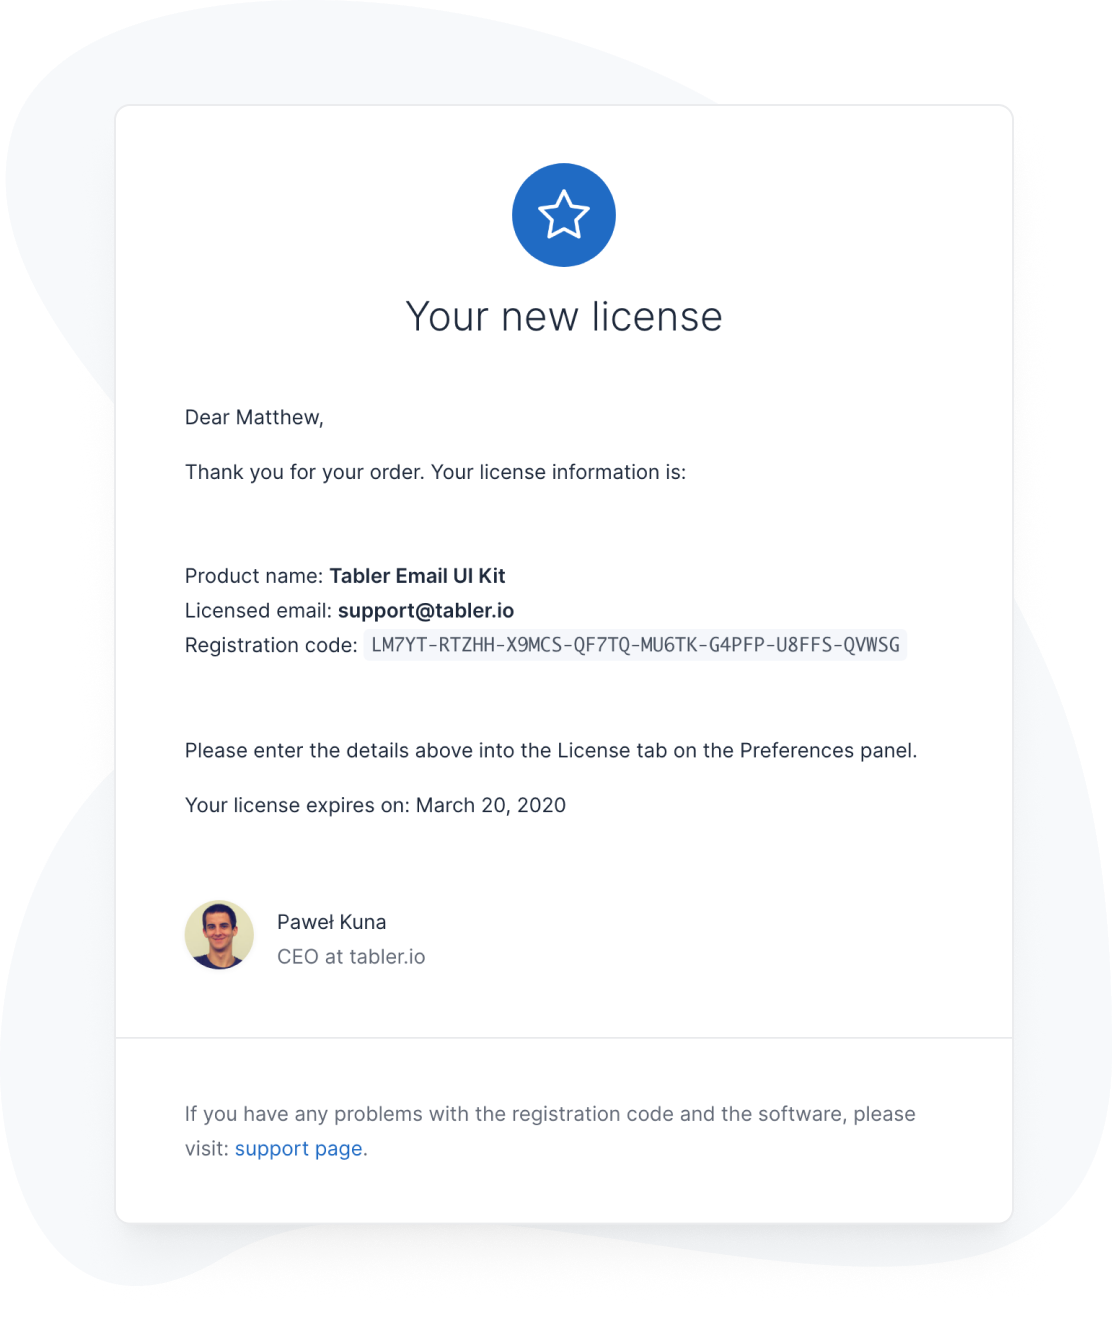 Your new license
Dear Matthew,
Thank you for your order. Your license information is:
Product name: Tabler Email UI Kit
Licensed email: support@tabler.io
Registration code: LM7YT-RTZHH-X9MCS-QF7TQ-MU6TK-G4PFP-U8FFS-QVWSG
Please enter the details above into the License tab on the Preferences panel.
Your license expires on: March 20, 2020
Paweł Kuna
CEO at tabler.io
If you have any problems with the registration code and the software, please
visit: support page.